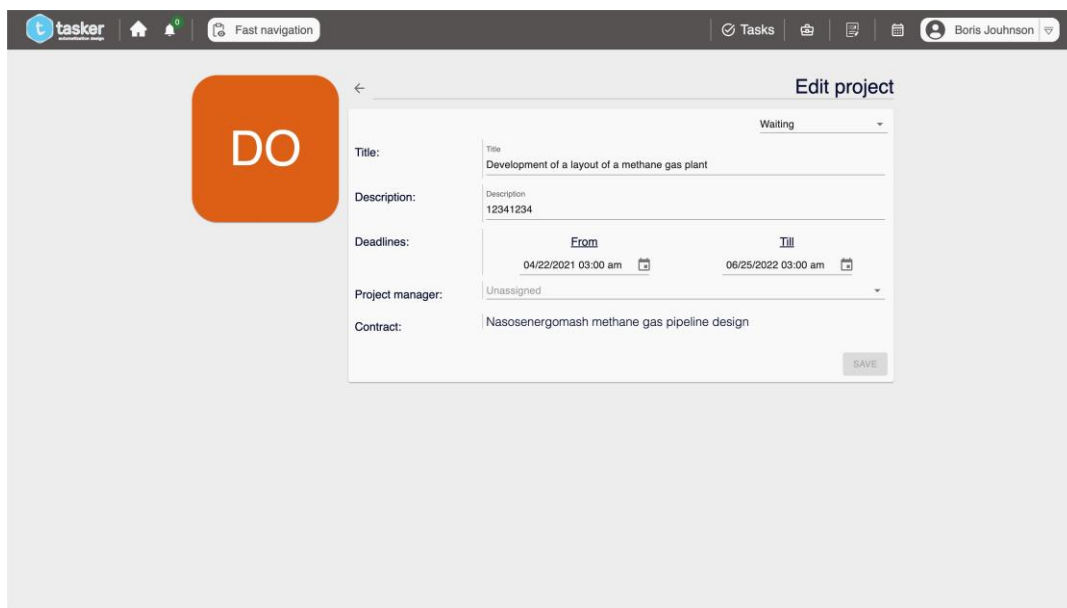 tasker
automatization design
0
Fast navigation
Tasks
Boris Jouhnson
DO
Edit project
Waiting
Title:
Title
Development of a layout of a methane gas plant
Description:
Description
12341234
Deadlines:
From
Till
04/22/2021 03:00 am
06/25/2022 03:00 am
Project manager:
Unassigned
Contract:
Nasosenergomash methane gas pipeline design
SAVE